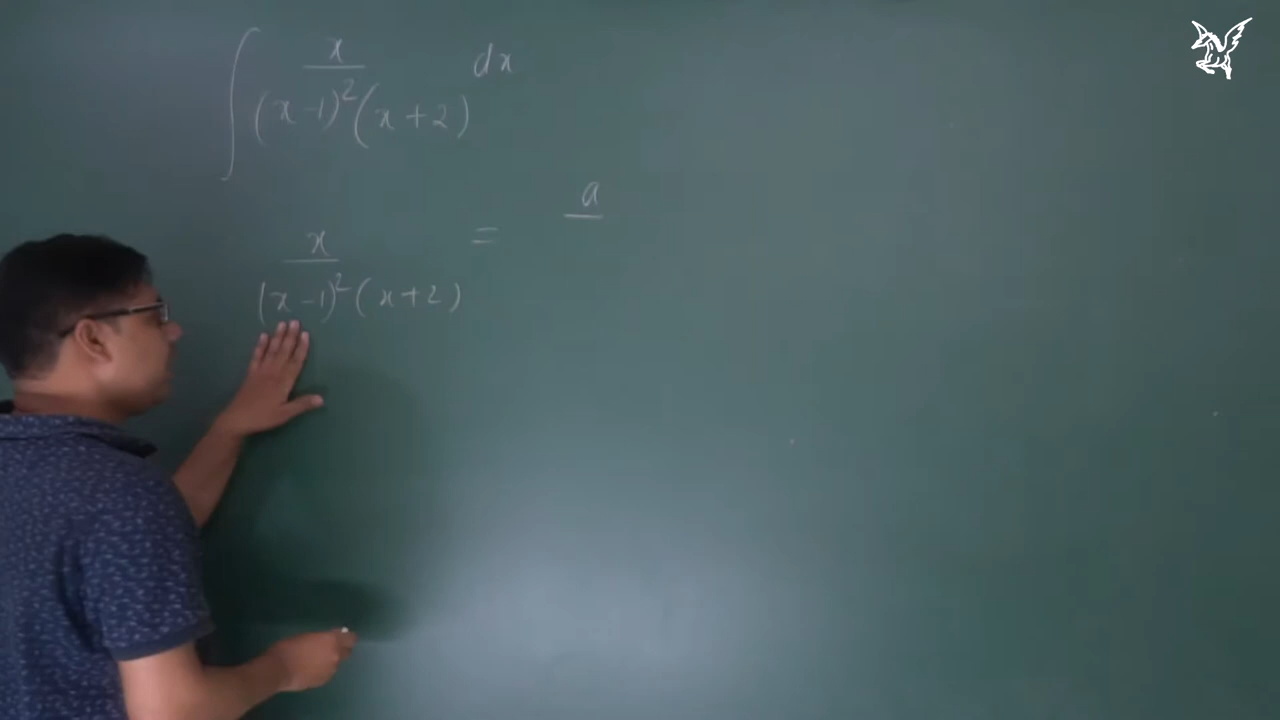 ∫ x/((x-1)²(x+2)) dx
x/((x-1)²(x+2)) = a/